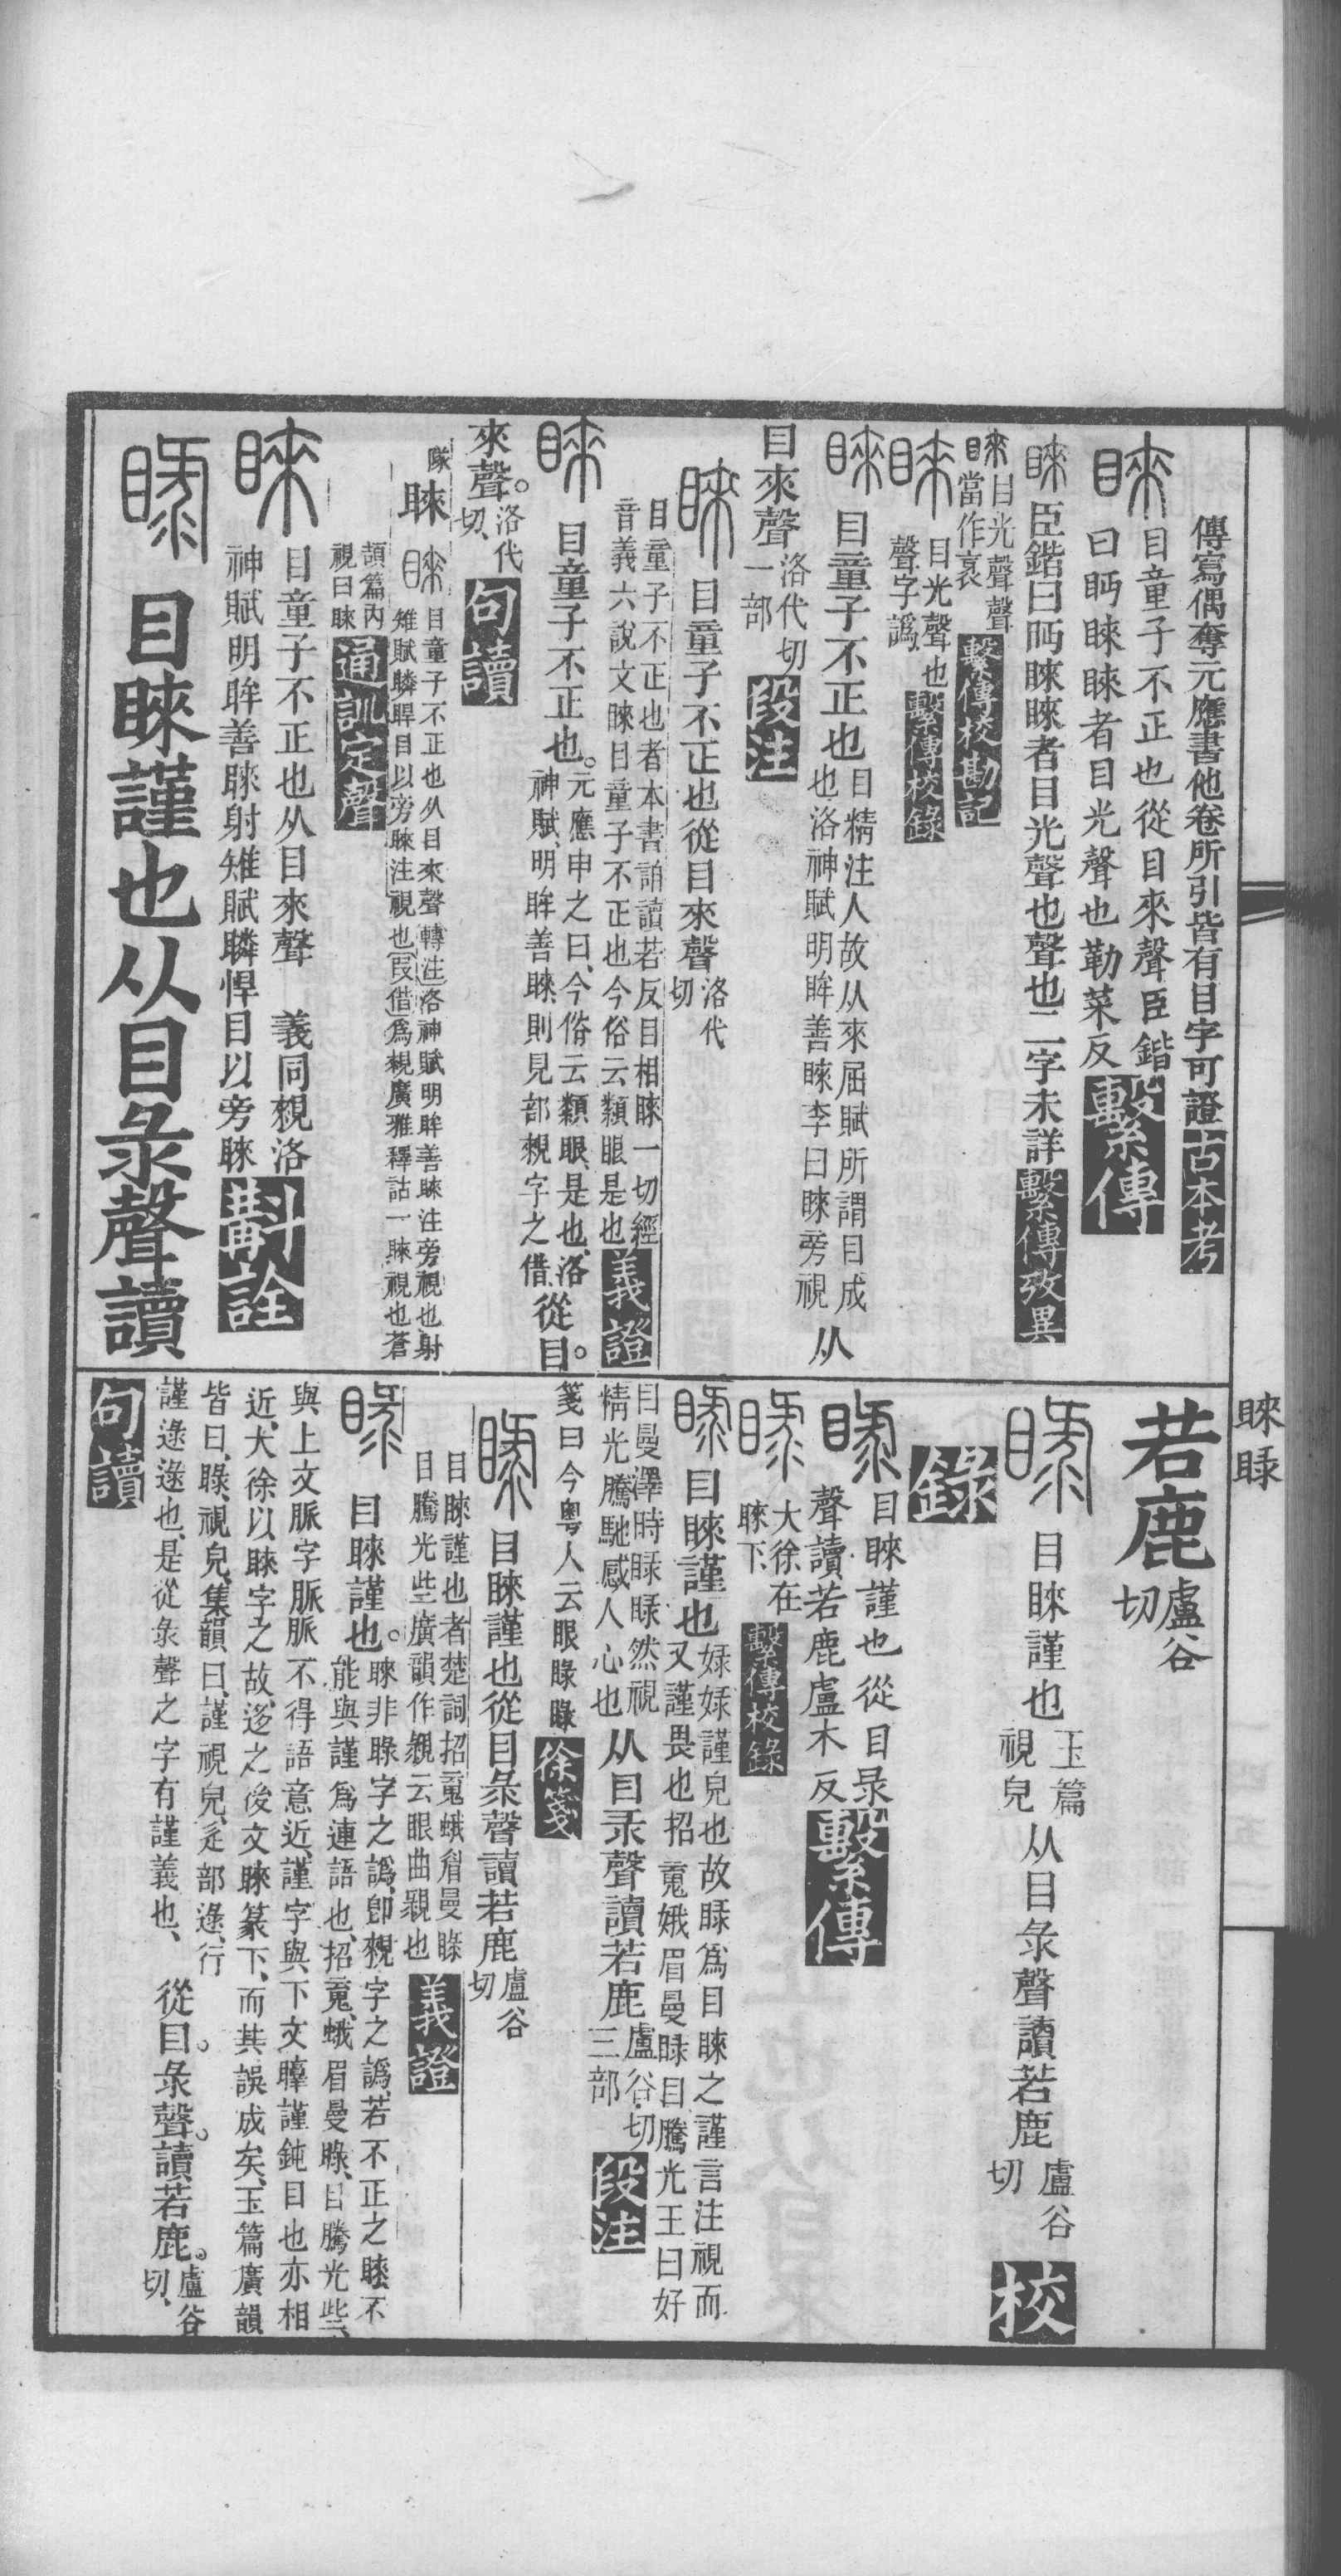 傳寫偶奪元應書他卷所引皆有目字可證古本考
睞目童子不正也從目來聲臣鍇
曰眄睞睞者目光聲也勒菜反繫傳
睞臣鍇曰眄睞睞者目光聲也聲也二字未詳繫傳攷異
睞目光聲聲
當作衺繫傳校勘記
睞目光聲也
聲字譌繫傳校錄
睞目童子不正也目精注人故从來屈賦所謂目成
也洛神賦明眸善睞李曰睞旁視从
目來聲洛代切
一部段注
睞目童子不正也從目來聲洛代
切
目童子不正也者本書誚讀若反目相睞一切經
音義六說文睞目童子不正也今俗云纇眼是也義證
睞目童子不正也。元應申之曰、今俗云纇眼、是也、洛
神賦、明眸善睞、則見部親字之借、從目。
來聲。洛代
切、句讀
睞睞目童子不正也从目來聲轉注洛神賦明眸善睞注旁視也射
雉賦瞵睅目以旁睞注視也叚借爲覩廣雅釋詁一睞視也蒼
頡篇內
視曰睞通訓定聲
睞目童子不正也从目來聲 義同覩洛
神賦明眸善睞射雉賦瞵悍目以旁睞斠詮
睩目睞謹也从目彔聲讀
若鹿盧谷
切
睞睩
睩目睞謹也玉篇
視皃从目彔聲讀若鹿盧谷
切校
錄
睩目睞謹也從目彔
聲讀若鹿盧木反繫傳
睩大徐在
睞下繫傳校錄
睩目睞謹也娽娽謹皃也故睩爲目睞之謹言注視而
又謹畏也招䰟娥眉曼睩目騰光王曰好
目曼澤時睩睩然視
精光騰馳感人心也从目彔聲讀若鹿盧谷切
三部段注
箋曰今粤人云眼睩睩徐箋
睩目睞謹也從目彔聲讀若鹿盧谷
切
目睞謹也者楚詞招䰟蛾眉曼睩
目騰光些廣韻作覙云眼曲覙也義證
睩目睞謹也。睞非睩字之譌、卽覩字之譌、若不正之睞、不
能與謹爲連語也、招䰟、蛾眉曼睩、目騰光些、
與上文脈字脈脈不得語意近、謹字與下文瞕謹鈍目也亦相
近、大徐以睞字之故、迻之後文睞篆下、而其誤成矣、玉篇廣韻
皆曰、睩、視皃、集韻曰、謹視皃、辵部逯、行
謹逯逯也、是從彔聲之字有謹義也、從目。彔聲。讀若鹿。盧谷
切、
句讀